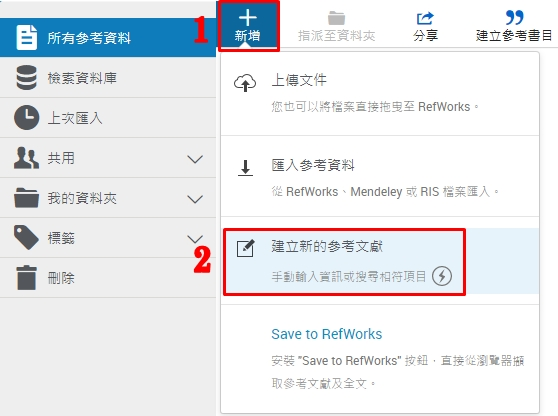 所有參考資料
檢索資料庫
上次匯入
共用
我的資料夾
標籤
刪除
1
新增
指派至資料夾
分享
建立參考書目
上傳文件
您也可以將檔案直接拖曳至 RefWorks。
匯入參考資料
從 RefWorks、Mendeley 或 RIS 檔案匯入。
2
建立新的參考文獻
手動輸入資訊或搜尋相符項目
Save to RefWorks
安裝 "Save to RefWorks" 按鈕，直接從瀏覽器擷
取參考文獻及全文。